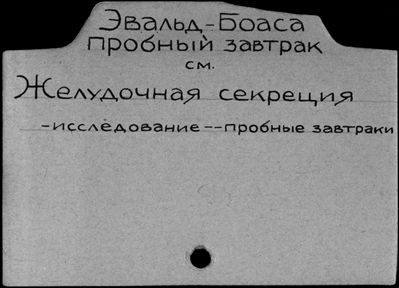 Эвальд-Боаса
пробный завтрак
см.
Желудочная секреция
-исследование--пробные завтраки